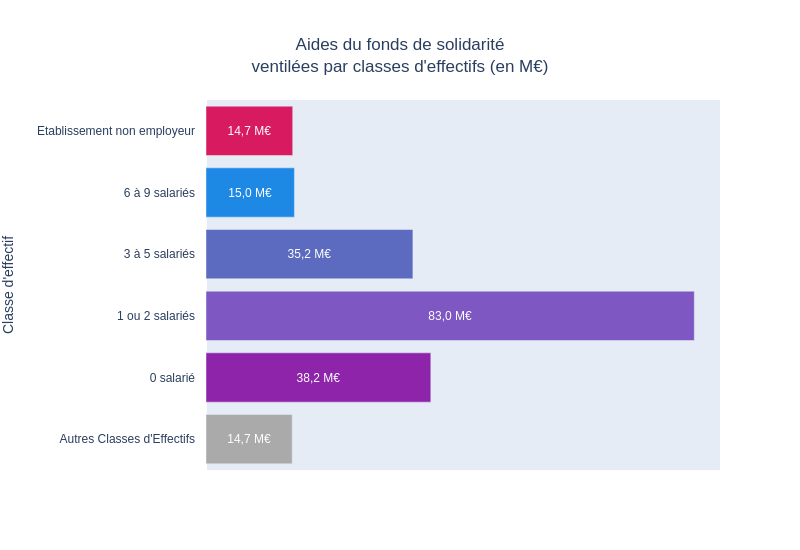 Aides du fonds de solidarité
ventilées par classes d'effectifs (en M€)
Classe d'effectif
Etablissement non employeur
14,7 M€
6 à 9 salariés
15,0 M€
3 à 5 salariés
35,2 M€
1 ou 2 salariés
83,0 M€
0 salarié
38,2 M€
Autres Classes d'Effectifs
14,7 M€